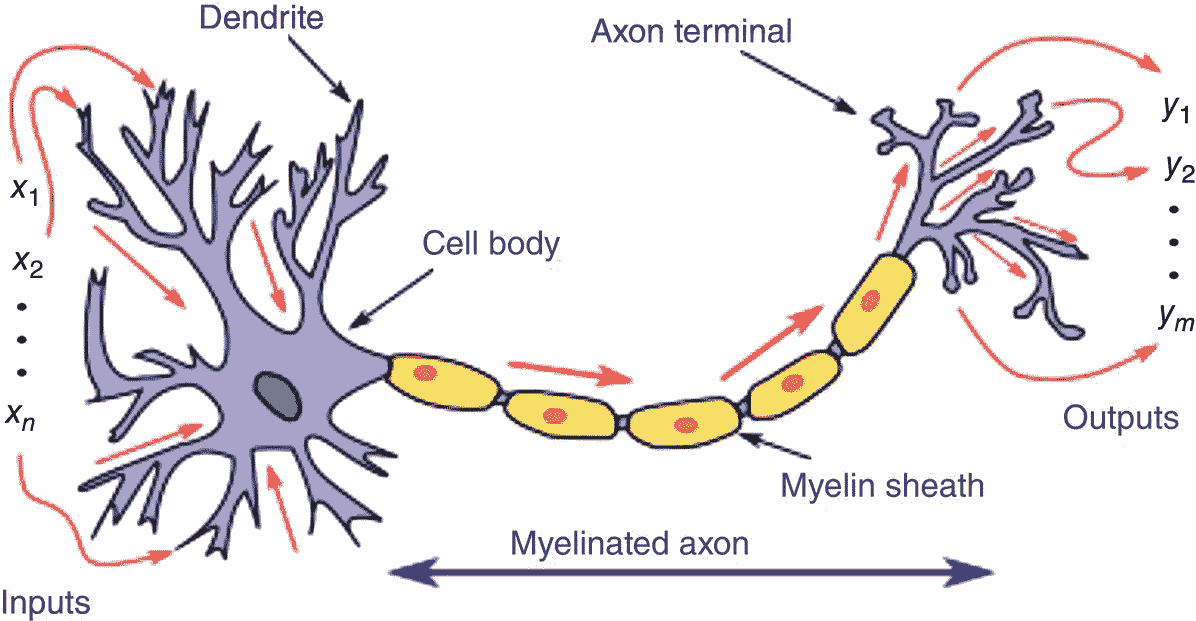 Dendrite
Axon terminal
x1
x2
xn
Inputs
Cell body
Myelin sheath
Myelinated axon
y1
y2
ym
Outputs